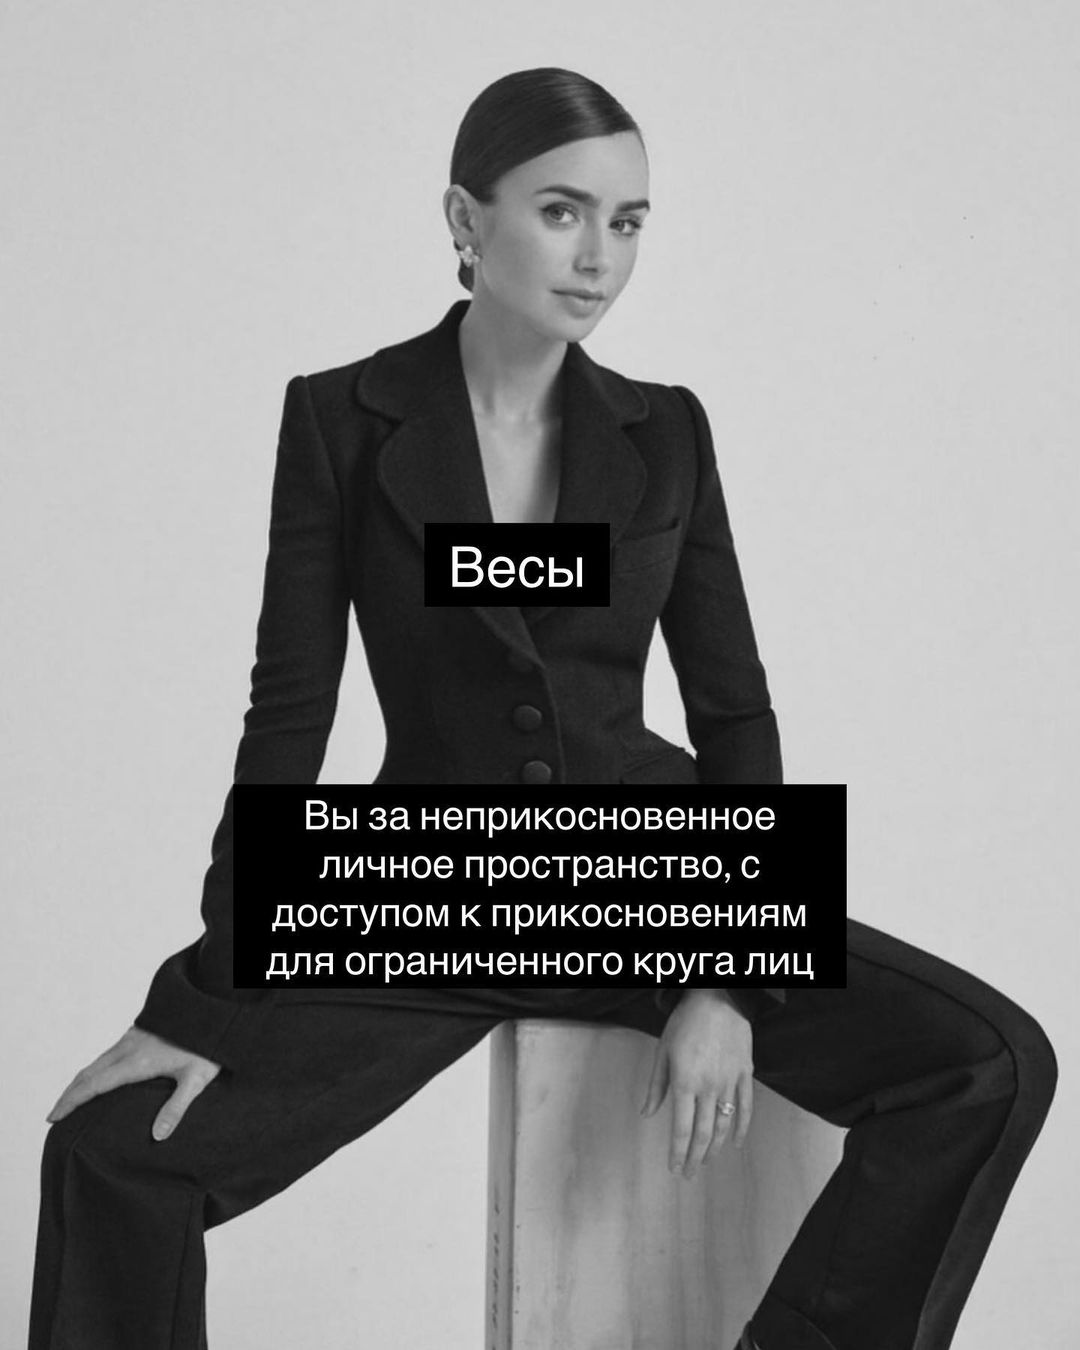 Весы
Вы за неприкосновенное
личное пространство, с
доступом к прикосновениям
для ограниченного круга лиц